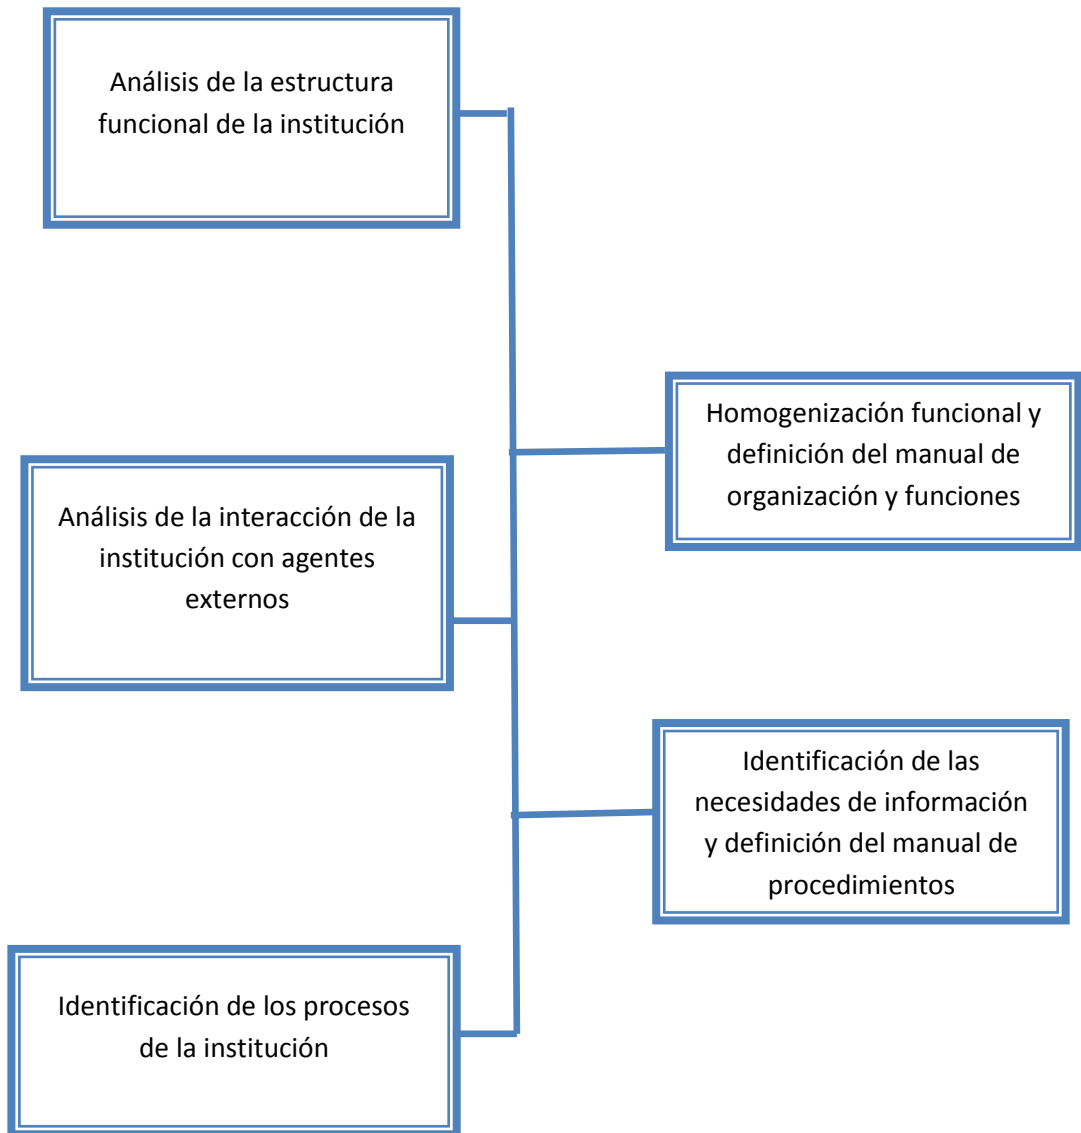 Análisis de la estructura
funcional de la institución
Homogenización funcional y
definición del manual de
organización y funciones
Análisis de la interacción de la
institución con agentes
externos
Identificación de las
necesidades de información
y definición del manual de
procedimientos
Identificación de los procesos
de la institución